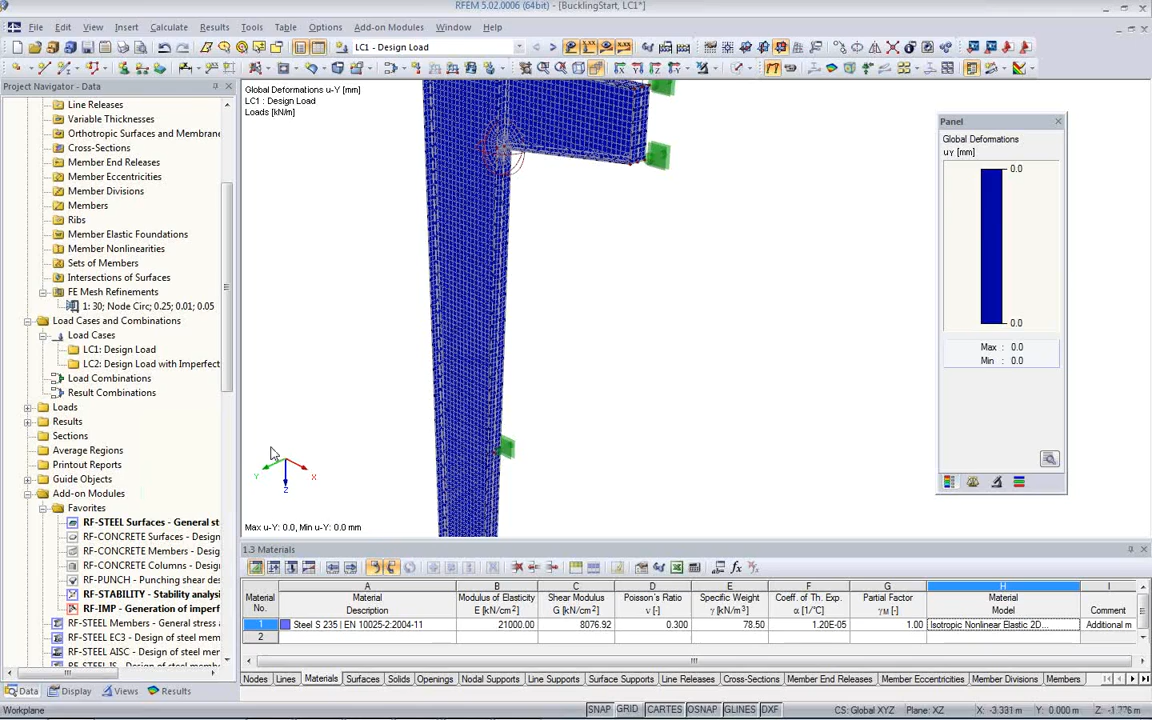 RFEM 5.02.0006 (64bit) - [BucklingStart, LC1*]
File Edit View Insert Calculate Results Tools Table Options Add-on Modules Window Help
LC1 - Design Load
Project Navigator - Data
Line Releases
Variable Thicknesses
Orthotropic Surfaces and Membrane
Cross-Sections
Member End Releases
Member Eccentricities
Member Divisions
Members
Ribs
Member Elastic Foundations
Member Nonlinearities
Sets of Members
Intersections of Surfaces
FE Mesh Refinements
1: 30; Node Circ; 0.25; 0.01; 0.05
Load Cases and Combinations
Load Cases
LC1: Design Load
LC2: Design Load with Imperfect
Load Combinations
Result Combinations
Loads
Results
Sections
Average Regions
Printout Reports
Guide Objects
Add-on Modules
Favorites
RF-STEEL Surfaces - General st
RF-CONCRETE Surfaces - Desig
RF-CONCRETE Members - Desig
RF-CONCRETE Columns - Desig
RF-PUNCH - Punching shear de
RF-STABILITY - Stability analysi
RF-IMP - Generation of imperf
RF-STEEL Members - General stress
RF-STEEL EC3 - Design of steel mem
RF-STEEL AISC - Design of steel me
RF-STEEL IS - Design of steel memb
Data Display Views Results
Global Deformations u-Y [mm]
LC1 : Design Load
Loads [kN/m]
Y
X
Z
Max u-Y: 0.0, Min u-Y: 0.0 mm
Panel
Global Deformations
uY [mm]
0.0
0.0
Max : 0.0
Min : 0.0
1.3 Materials
A B C D E F G H I
Material Material Modulus of Elasticity Shear Modulus Poisson's Ratio Specific Weight Coeff. of Th. Exp. Partial Factor Material
No. Description E [kN/cm²] G [kN/cm²] ν [-] γ [kN/m³] α [1/°C] γM [-] Model Comment
1 Steel S 235 | EN 10025-2:2004-11 21000.00 8076.92 0.300 78.50 1.20E-05 1.00 Isotropic Nonlinear Elastic 2D... Additional m
2
Nodes Lines Materials Surfaces Solids Openings Nodal Supports Line Supports Surface Supports Line Releases Cross-Sections Member End Releases Member Eccentricities Member Divisions Members
Workplane SNAP GRID CARTES OSNAP GLINES DXF CS: Global XYZ Plane: XZ X: -3.331 m Y: 0.000 m Z: -1.776 m